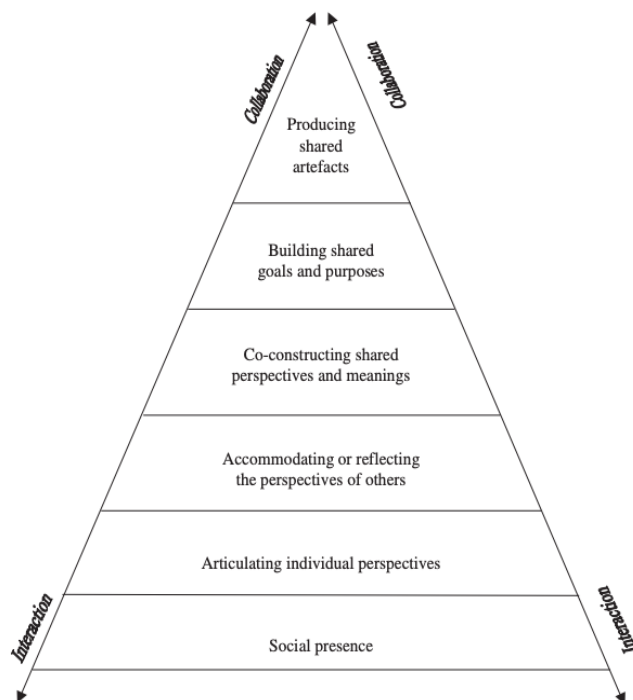 Collaboration
Collaboration
Producing
shared
artefacts
Building shared
goals and purposes
Co-constructing shared
perspectives and meanings
Accommodating or reflecting
the perspectives of others
Articulating individual perspectives
Interaction
Interaction
Social presence